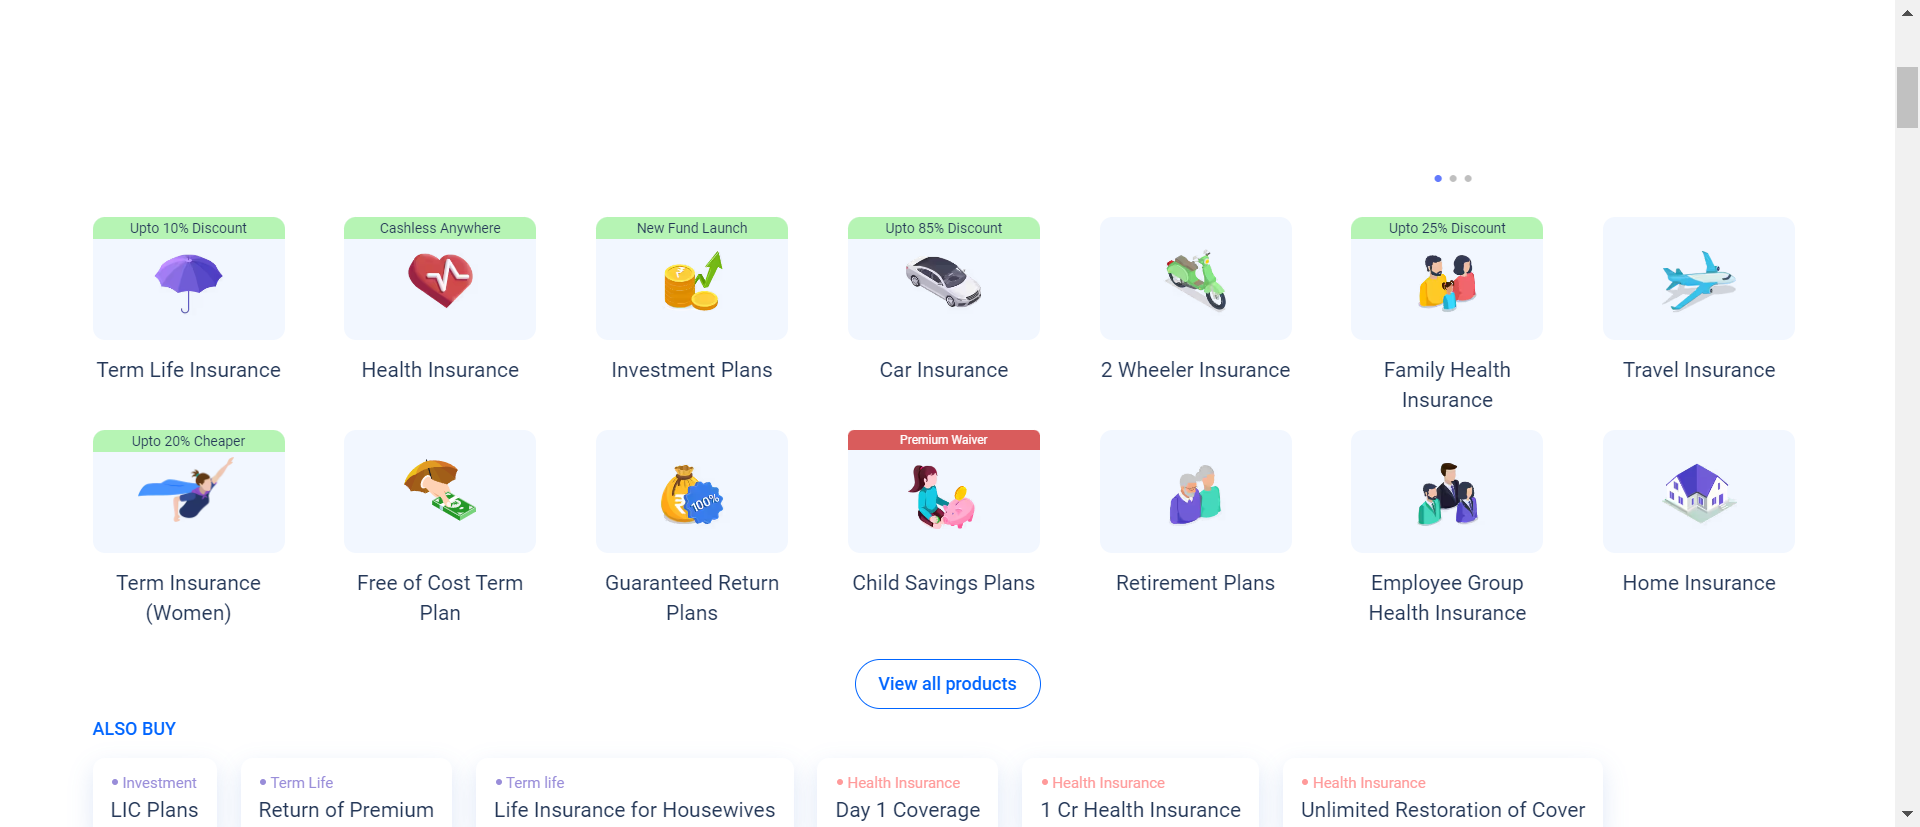 Upto 10% Discount
Cashless Anywhere
New Fund Launch
Upto 85% Discount
Upto 25% Discount
Term Life Insurance
Health Insurance
Investment Plans
Car Insurance
2 Wheeler Insurance
Family Health
Insurance
Travel Insurance
Upto 20% Cheaper
Premium Waiver
100%
Term Insurance
(Women)
Free of Cost Term
Plan
Guaranteed Return
Plans
Child Savings Plans
Retirement Plans
Employee Group
Health Insurance
Home Insurance
View all products
ALSO BUY
Investment
LIC Plans
Term Life
Return of Premium
Term life
Life Insurance for Housewives
Health Insurance
Day 1 Coverage
Health Insurance
1 Cr Health Insurance
Health Insurance
Unlimited Restoration of Cover